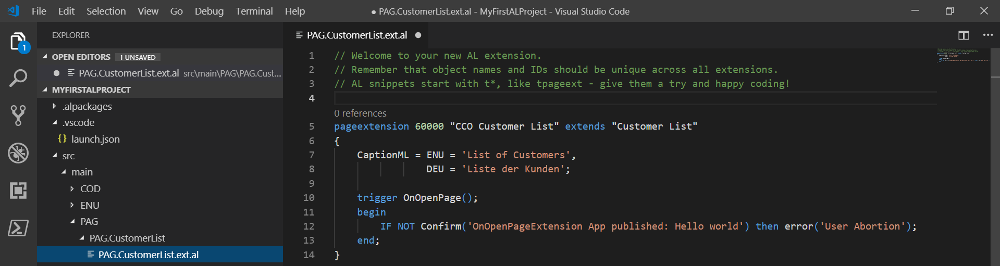 File Edit Selection View Go Debug Terminal Help
● PAG.CustomerList.ext.al - MyFirstALProject - Visual Studio Code
1
EXPLORER
OPEN EDITORS 1 UNSAVED
PAG.CustomerList.ext.al src\main\PAG\PAG.Cust...
MYFIRSTALPROJECT
.alpackages
.vscode
{} launch.json
src
main
COD
ENU
PAG
PAG.CustomerList
PAG.CustomerList.ext.al
PAG.CustomerList.ext.al
1 // Welcome to your new AL extension.
2 // Remember that object names and IDs should be unique across all extensions.
3 // AL snippets start with t*, like tpageext - give them a try and happy coding!
4
0 references
5 pageextension 60000 "CCO Customer List" extends "Customer List"
6 {
7 CaptionML = ENU = 'List of Customers',
8 DEU = 'Liste der Kunden';
9
10 trigger OnOpenPage();
11 begin
12 IF NOT Confirm('OnOpenPageExtension App published: Hello world') then error('User Abortion');
13 end;
14 }